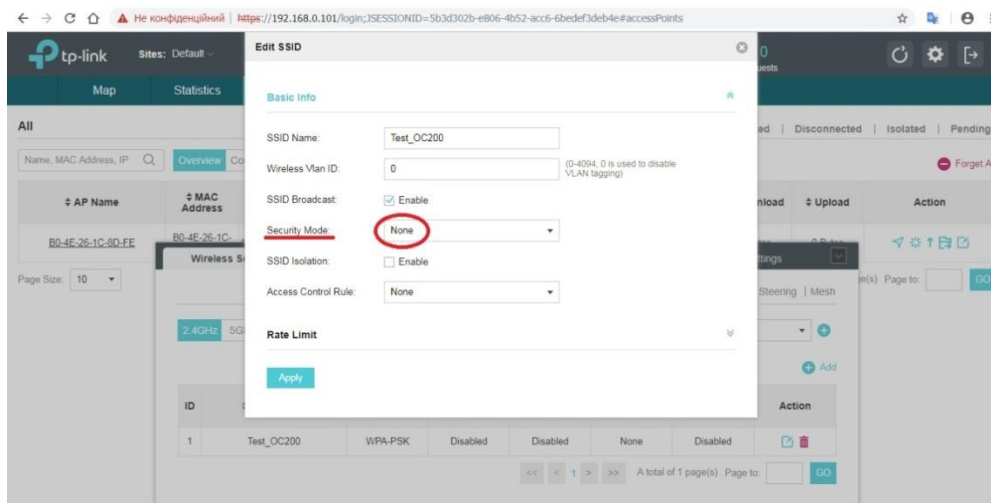 Не конфіденційний | https://192.168.0.101/login;JSESSIONID=5b3d302b-e806-4b52-acc6-6bedef3deb4e#accessPoints
tp-link Sites: Default Edit SSID 0
Map Statistics Basic Info
All SSID Name: Test_OC200 Disconnected | Isolated | Pending
Name, MAC Address, IP Overview Wireless Vlan ID: 0 (0-4094, 0 is used to disable VLAN tagging) Forget A
AP Name MAC Address SSID Broadcast: Enable Upload Action
B0-4E-26-1C-8D-FE B0-4E-26-1C- Security Mode: None
Wireless S
Page Size: 10 SSID Isolation: Enable Page to: GO
Access Control Rule: None Steering | Mesh
2.4GHz 5G Rate Limit
Apply Add
ID Action
1 Test_OC200 WPA-PSK Disabled Disabled None Disabled
<< < 1 > >> A total of 1 page(s) Page to: GO